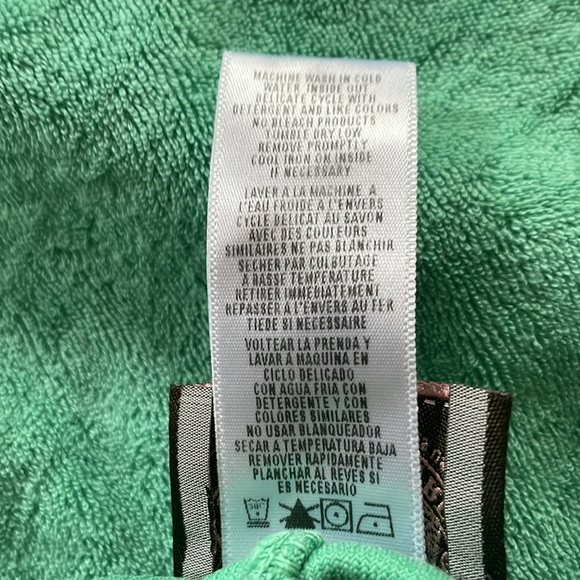 MACHINE WASH IN COLD
WATER INSIDE OUT
DELICATE CYCLE WITH
DETERGENT AND LIKE COLORS
NO BLEACH PRODUCTS
TUMBLE DRY LOW
REMOVE PROMPTLY
COOL IRON ON INSIDE
IF NECESSARY
LAVER A LA MACHINE A
L'EAU FROIDE A L'ENVERS
CYCLE DELICAT AU SAVON
AVEC DES COULEURS
SIMILAIRES NE PAS BLANCHIR
SECHER PAR CULBUTAGE
A BASSE TEMPERATURE
RETIRER IMMEDIATEMENT
REPASSER A L'ENVERS AU FER
TIEDE SI NECESSAIRE
VOLTEAR LA PRENDA Y
LAVAR A MAQUINA EN
CICLO DELICADO
CON AGUA FRIA CON
DETERGENTE Y CON
COLORES SIMILARES
NO USAR BLANQUEADOR
SECAR A TEMPERATURA BAJA
REMOVER RAPIDAMENTE
PLANCHAR AL REVES SI
ES NECESARIO